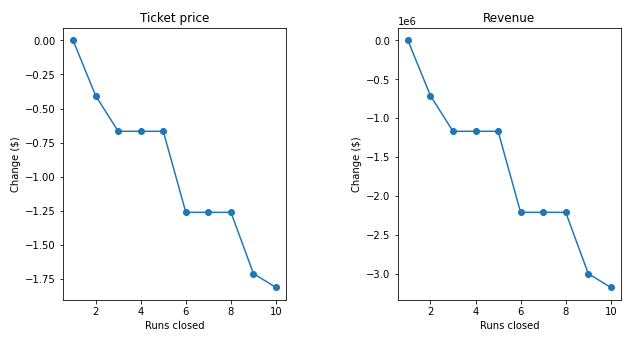 Ticket price
Change ($)
0.00
−0.25
−0.50
−0.75
−1.00
−1.25
−1.50
−1.75
2 4 6 8 10
Runs closed
Revenue
1e6
Change ($)
0.0
−0.5
−1.0
−1.5
−2.0
−2.5
−3.0
2 4 6 8 10
Runs closed